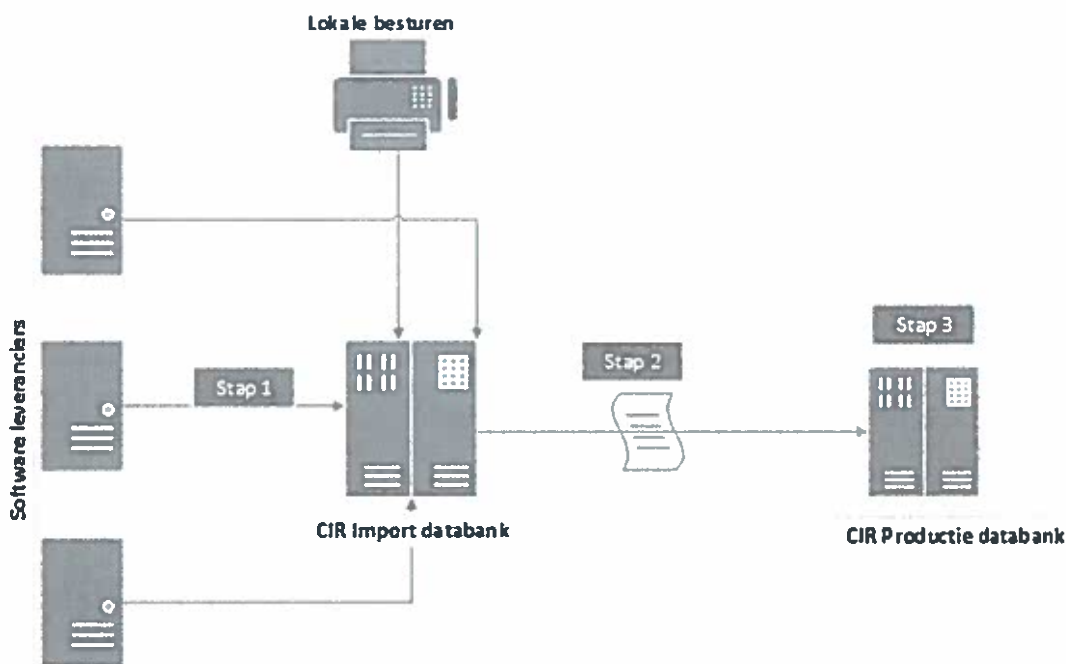 Lokale besturen
Software leveranciers
Stap 1
Stap 2
Stap 3
CIR Import databank
CIR Productie databank